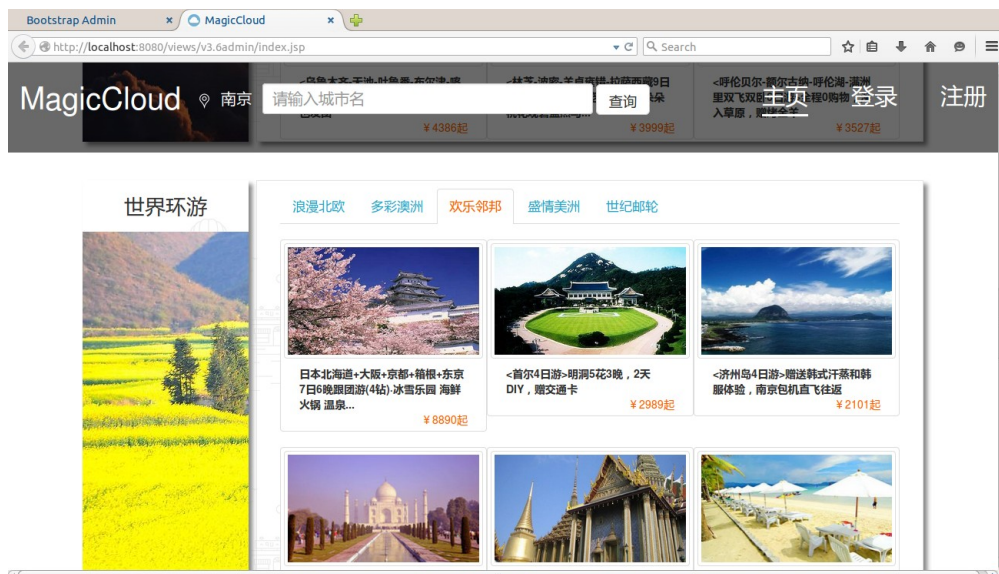 Bootstrap Admin
MagicCloud
http://localhost:8080/views/v3.6admin/index.jsp
Search
MagicCloud
南京
请输入城市名
查询
主页
登录
注册
¥4386起
¥3999起
¥3527起
世界环游
浪漫北欧
多彩澳洲
欢乐邻邦
盛情美洲
世纪邮轮
日本北海道+大阪+京都+箱根+东京
7日6晚跟团游(4钻)·冰雪乐园 海鲜
火锅 温泉...
¥8890起
<首尔4日游>明洞5花3晚，2天
DIY，赠交通卡
¥2989起
<济州岛4日游>赠送韩式汗蒸和韩
服体验，南京包机直飞往返
¥2101起